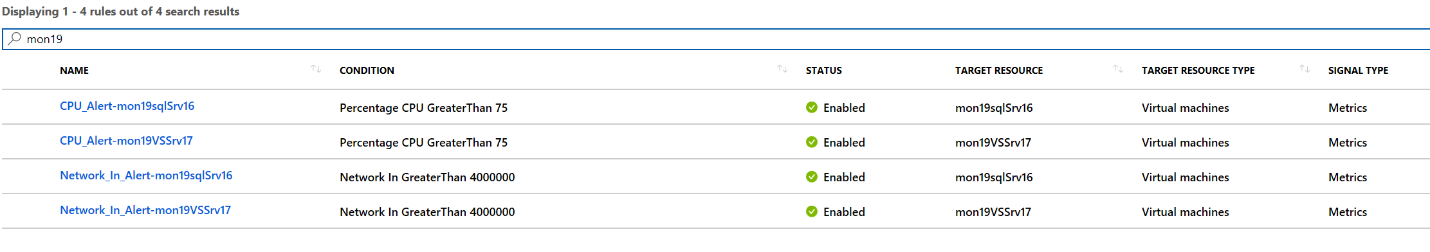 Displaying 1 - 4 rules out of 4 search results
mon19
NAME CONDITION STATUS TARGET RESOURCE TARGET RESOURCE TYPE SIGNAL TYPE
CPU_Alert-mon19sqlSrv16 Percentage CPU GreaterThan 75 Enabled mon19sqlSrv16 Virtual machines Metrics
CPU_Alert-mon19VSSrv17 Percentage CPU GreaterThan 75 Enabled mon19VSSrv17 Virtual machines Metrics
Network_In_Alert-mon19sqlSrv16 Network In GreaterThan 4000000 Enabled mon19sqlSrv16 Virtual machines Metrics
Network_In_Alert-mon19VSSrv17 Network In GreaterThan 4000000 Enabled mon19VSSrv17 Virtual machines Metrics